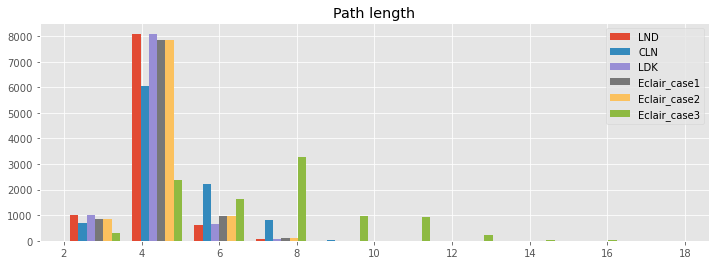 Path length
8000
7000
6000
5000
4000
3000
2000
1000
0
2 4 6 8 10 12 14 16 18
LND
CLN
LDK
Eclair_case1
Eclair_case2
Eclair_case3